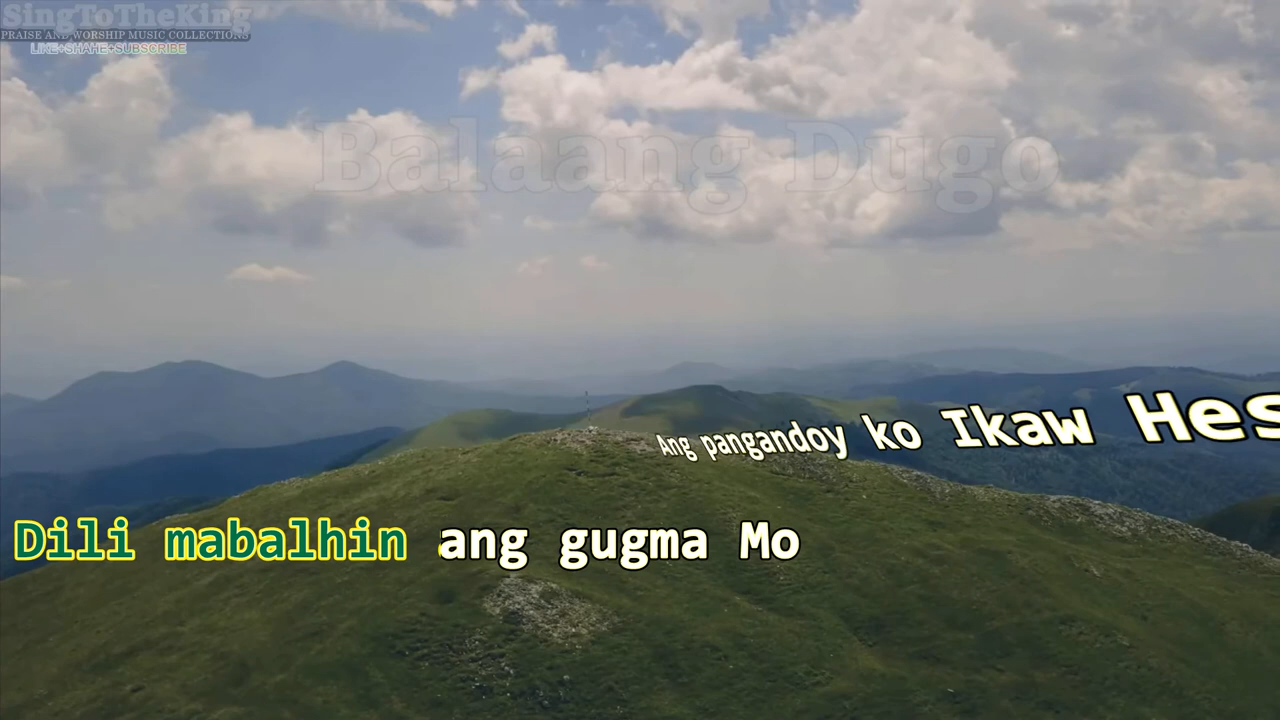 SingToTheKing
PRAISE AND WORSHIP MUSIC COLLECTIONS
LIKE+SHARE+SUBSCRIBE
Balaang Dugo
Ang pangandoy ko Ikaw Hes
Dili mabalhin ang gugma Mo